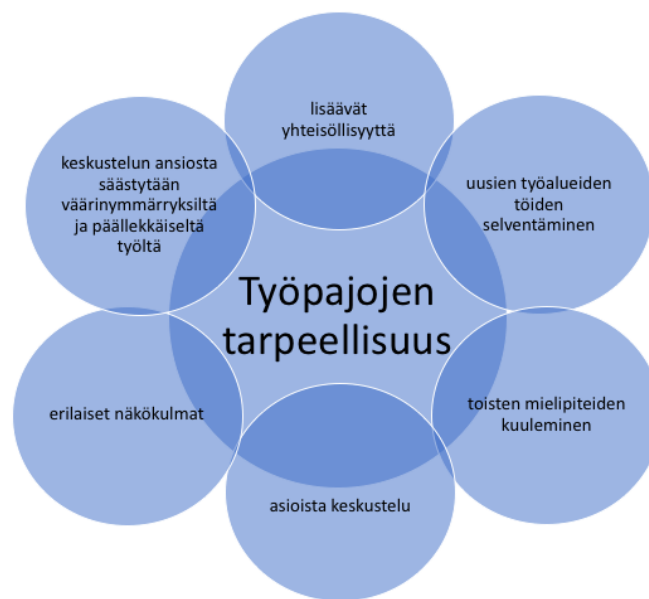 lisäävät
yhteisöllisyyttä
keskustelun ansiosta
säästytään
väärinymmärryksiltä
ja päällekkäiseltä
työltä
uusien työalueiden
töiden
selventäminen
Työpajojen
tarpeellisuus
erilaiset näkökulmat
toisten mielipiteiden
kuuleminen
asioista keskustelu